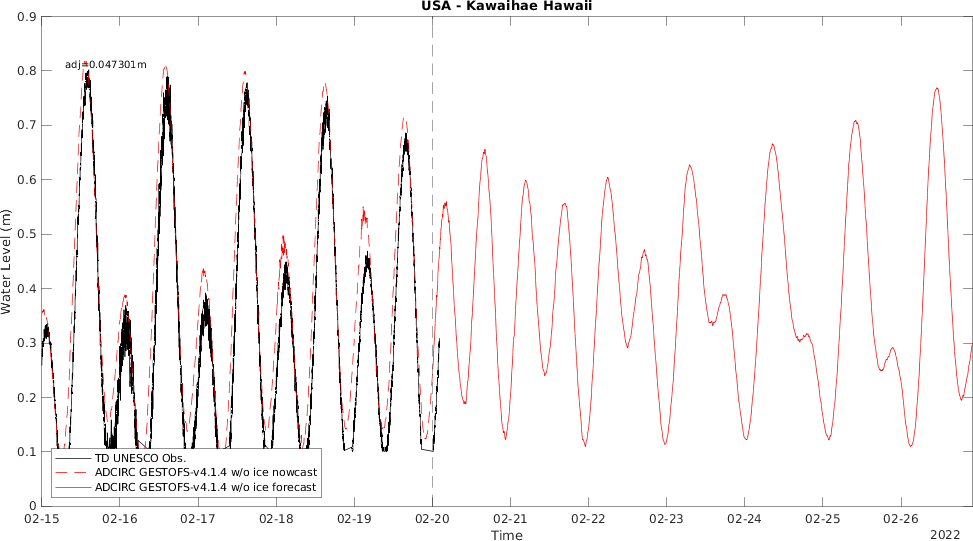 USA - Kawaihae Hawaii
0.9
0.8
0.7
0.6
0.5
0.4
0.3
0.2
0.1
0
Water Level (m)
adj=0.047301m
TD UNESCO Obs.
ADCIRC GESTOFS-v4.1.4 w/o ice nowcast
ADCIRC GESTOFS-v4.1.4 w/o ice forecast
02-15 02-16 02-17 02-18 02-19 02-20 02-21 02-22 02-23 02-24 02-25 02-26
Time
2022